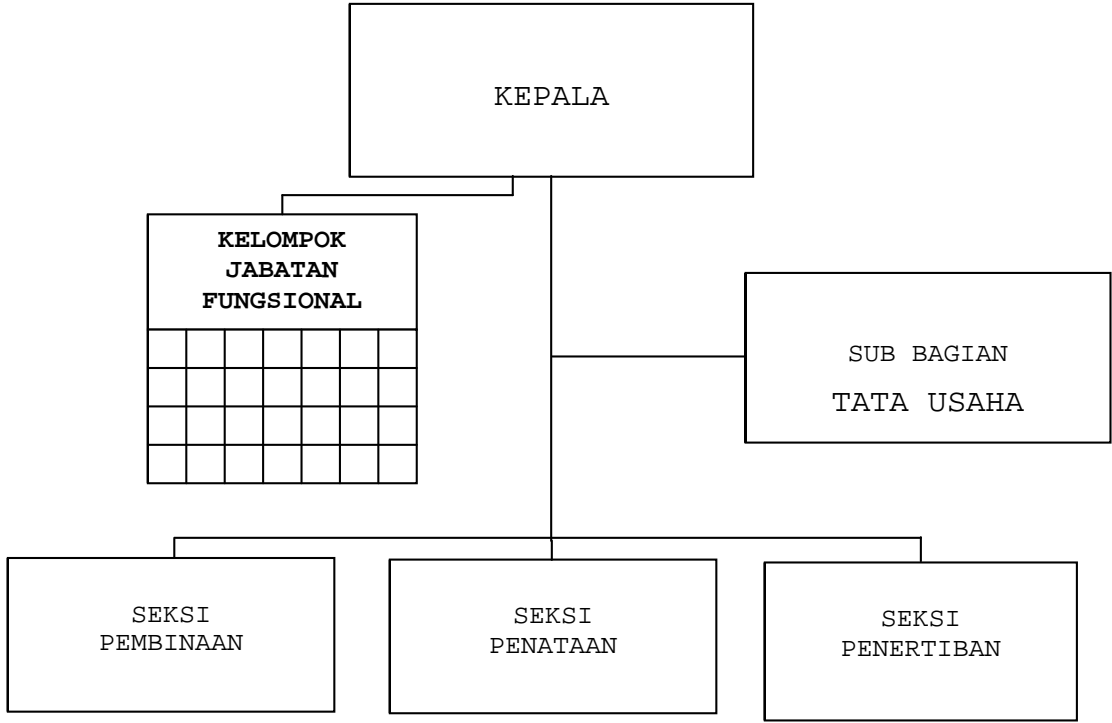 KEPALA
KELOMPOK
JABATAN
FUNGSIONAL
SUB BAGIAN
TATA USAHA
SEKSI
PEMBINAAN
SEKSI
PENATAAN
SEKSI
PENERTIBAN